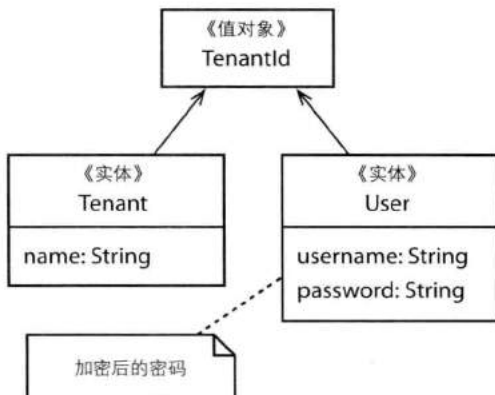 《值对象》
TenantId
《实体》
Tenant
name: String
《实体》
User
username: String
password: String
加密后的密码